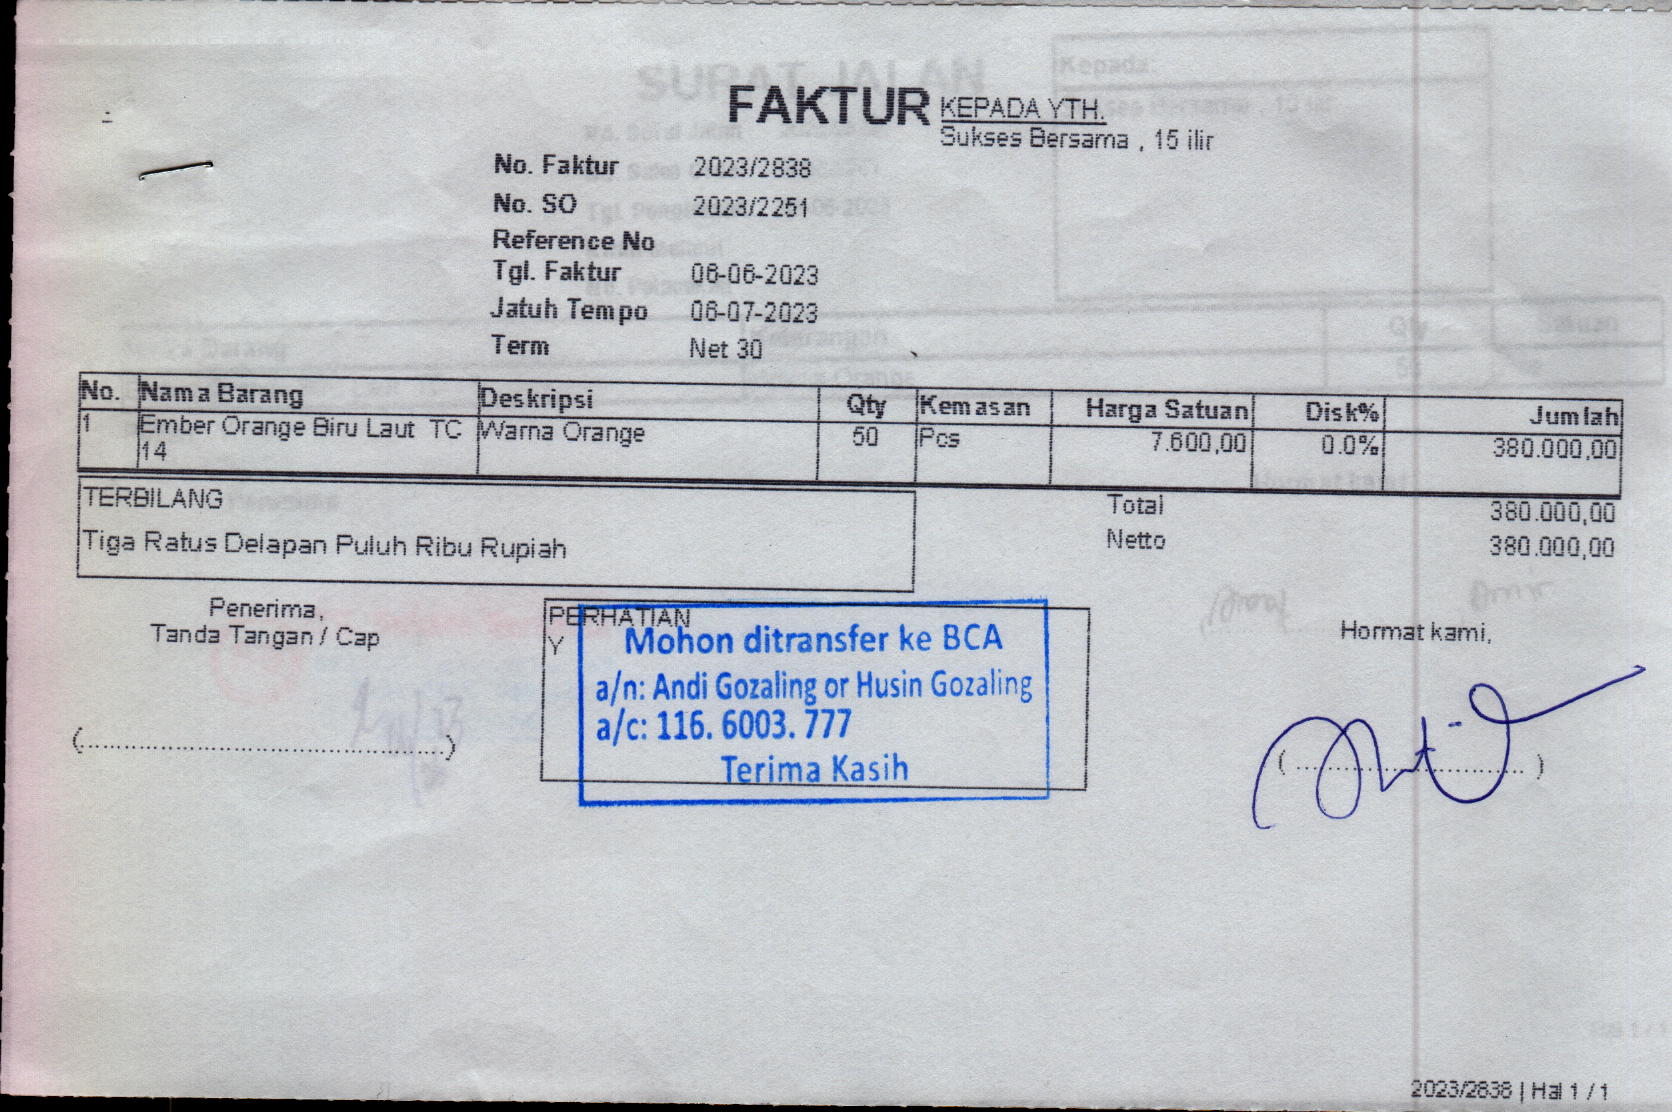 FAKTUR
KEPADA YTH.
Sukses Bersama , 15 ilir
No. Faktur 2023/2838
No. SO 2023/2251
Reference No
Tgl. Faktur 06-06-2023
Jatuh Tempo 06-07-2023
Term Net 30
No. Nama Barang Deskripsi Qty Kemasan Harga Satuan Disk% Jumlah
1 Ember Orange Biru Laut TC Warna Orange 50 Pcs 7.600,00 0.0% 380.000,00
14
TERBILANG
Tiga Ratus Delapan Puluh Ribu Rupiah
Total 380.000,00
Netto 380.000,00
Penerima,
Tanda Tangan / Cap
(..................................................)
PERHATIAN
Y
Mohon ditransfer ke BCA
a/n: Andi Gozaling or Husin Gozaling
a/c: 116. 6003. 777
Terima Kasih
Hormat kami,
(................................)
2023/2838 | Hal 1 / 1